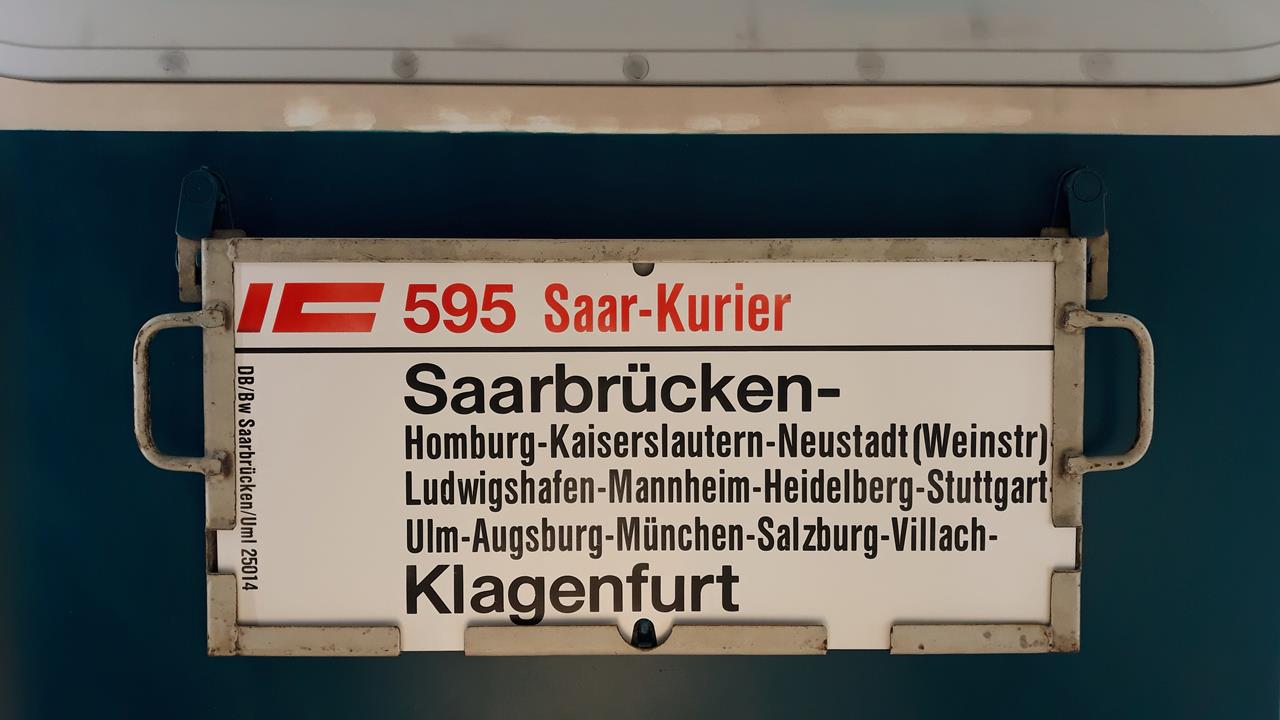 IC 595 Saar-Kurier
Saarbrücken-
Homburg-Kaiserslautern-Neustadt(Weinstr)
Ludwigshafen-Mannheim-Heidelberg-Stuttgart-
Ulm-Augsburg-München-Salzburg-Villach-
Klagenfurt
DB/Bw Saarbrücken/Uml 25014